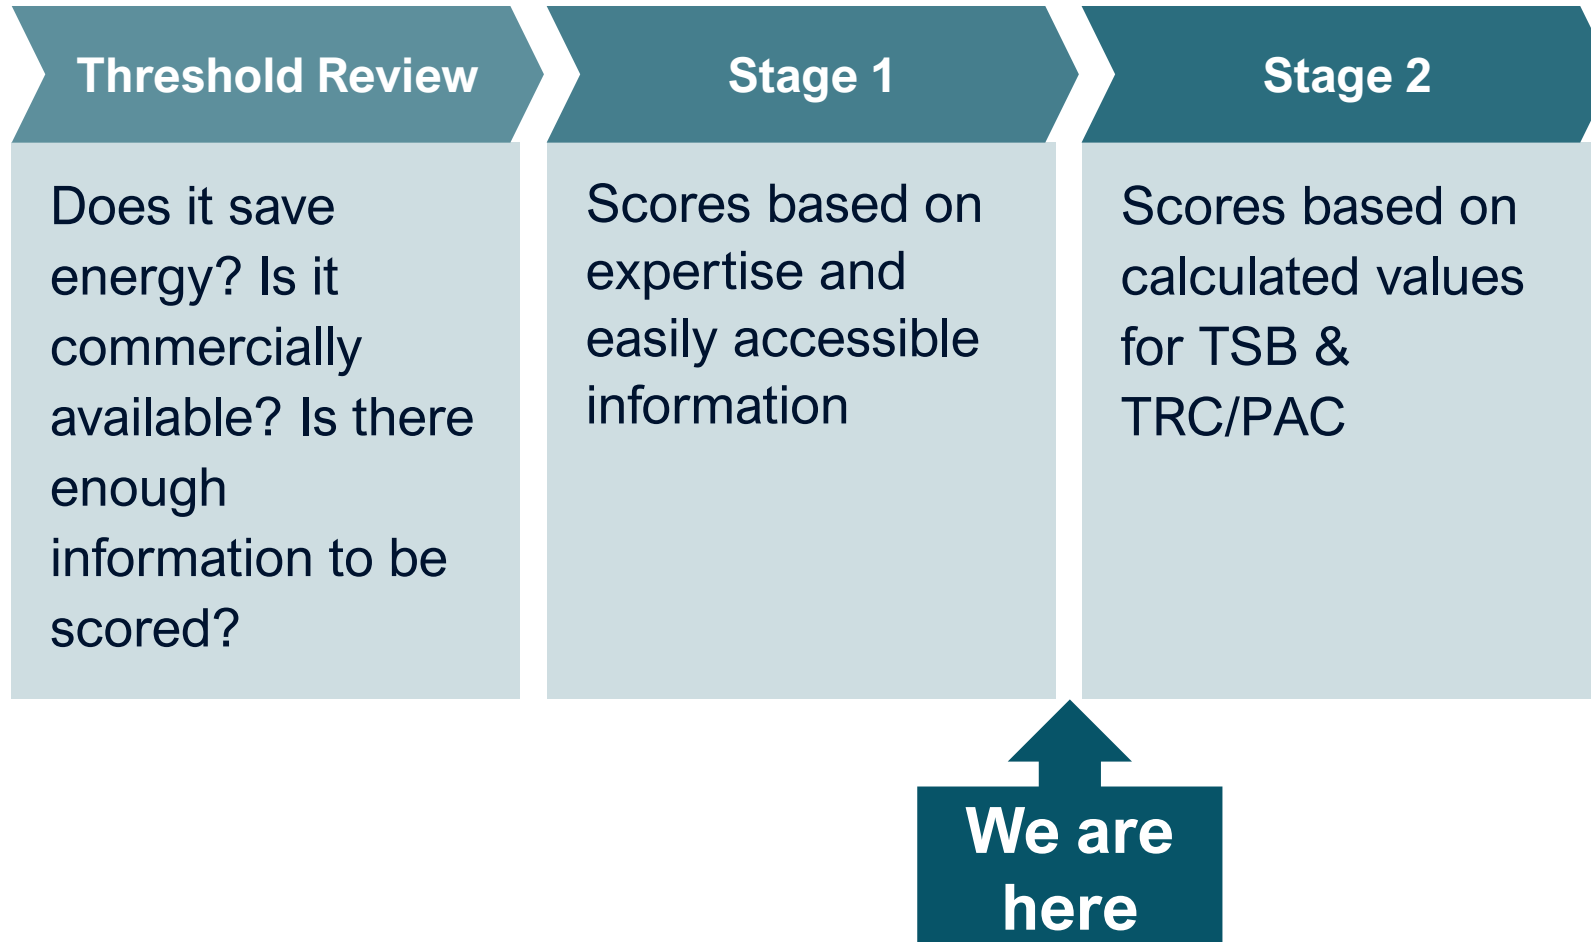 Threshold Review
Does it save
energy? Is it
commercially
available? Is there
enough
information to be
scored?
Stage 1
Scores based on
expertise and
easily accessible
information
Stage 2
Scores based on
calculated values
for TSB &
TRC/PAC
We are
here